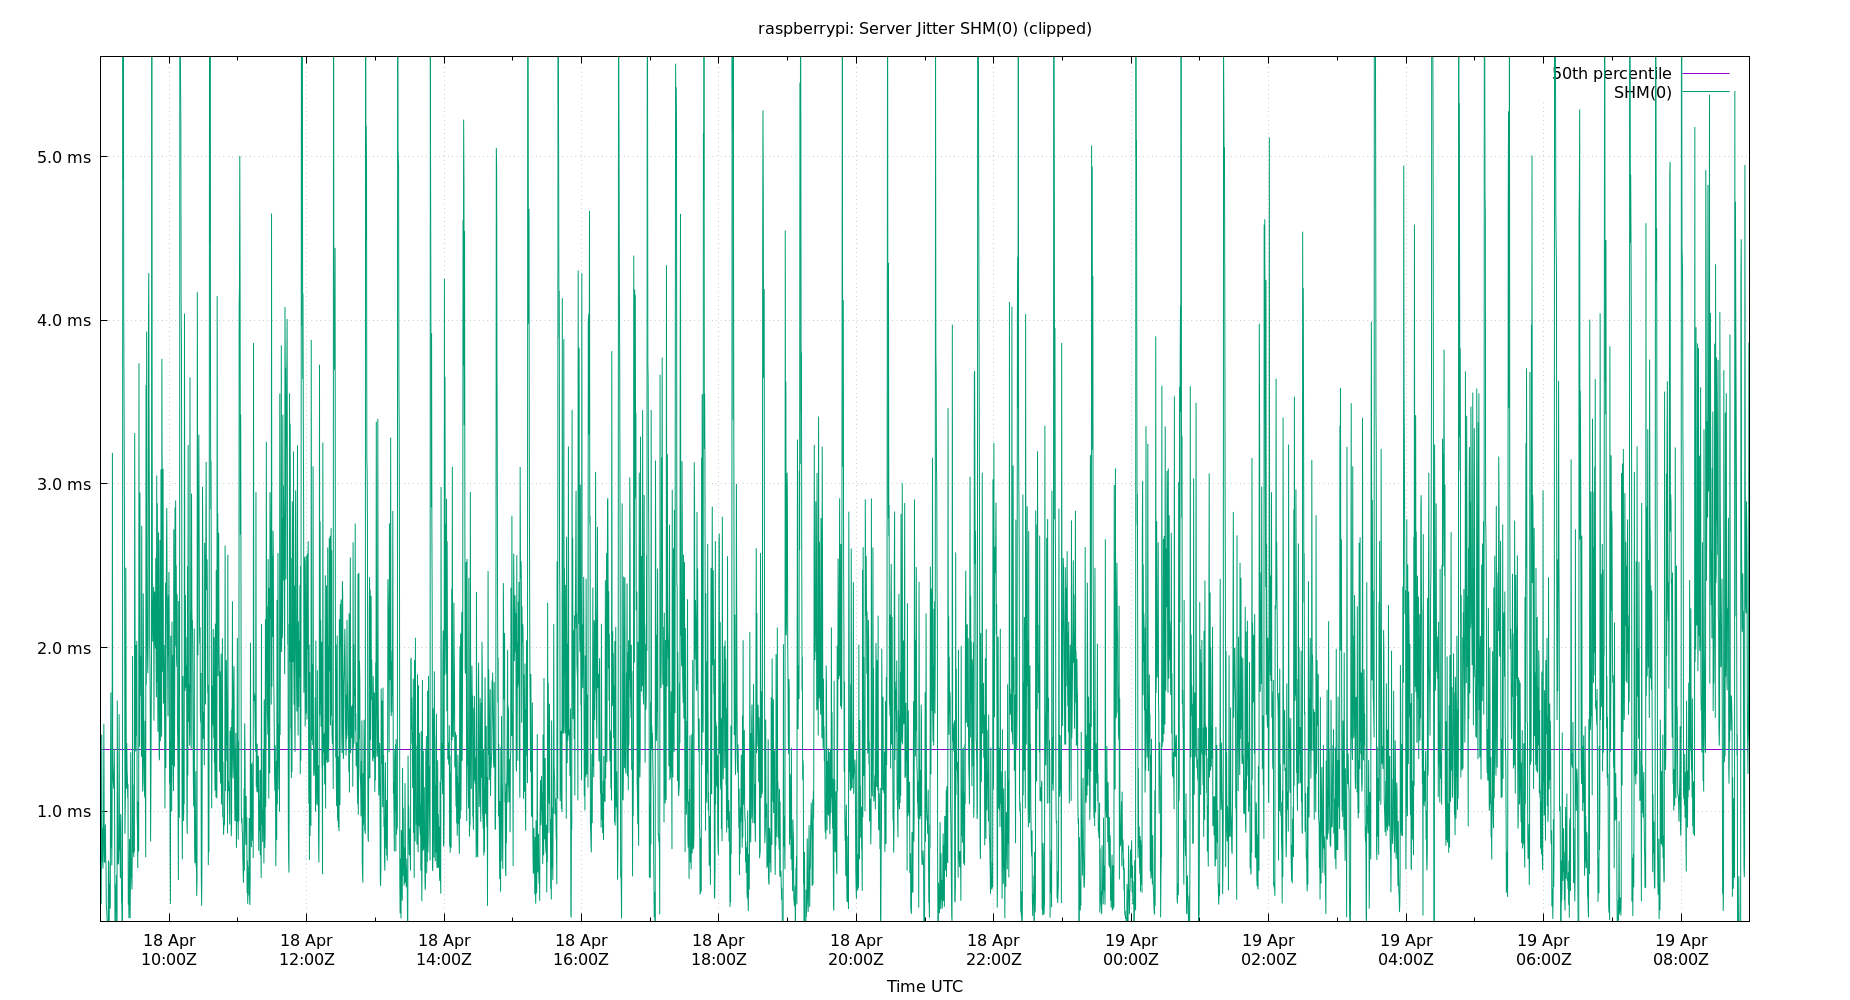 raspberrypi: Server Jitter SHM(0) (clipped)
50th percentile
SHM(0)
5.0 ms
4.0 ms
3.0 ms
2.0 ms
1.0 ms
18 Apr 18 Apr 18 Apr 18 Apr 18 Apr 18 Apr 18 Apr 19 Apr 19 Apr 19 Apr 19 Apr 19 Apr
10:00Z 12:00Z 14:00Z 16:00Z 18:00Z 20:00Z 22:00Z 00:00Z 02:00Z 04:00Z 06:00Z 08:00Z
Time UTC